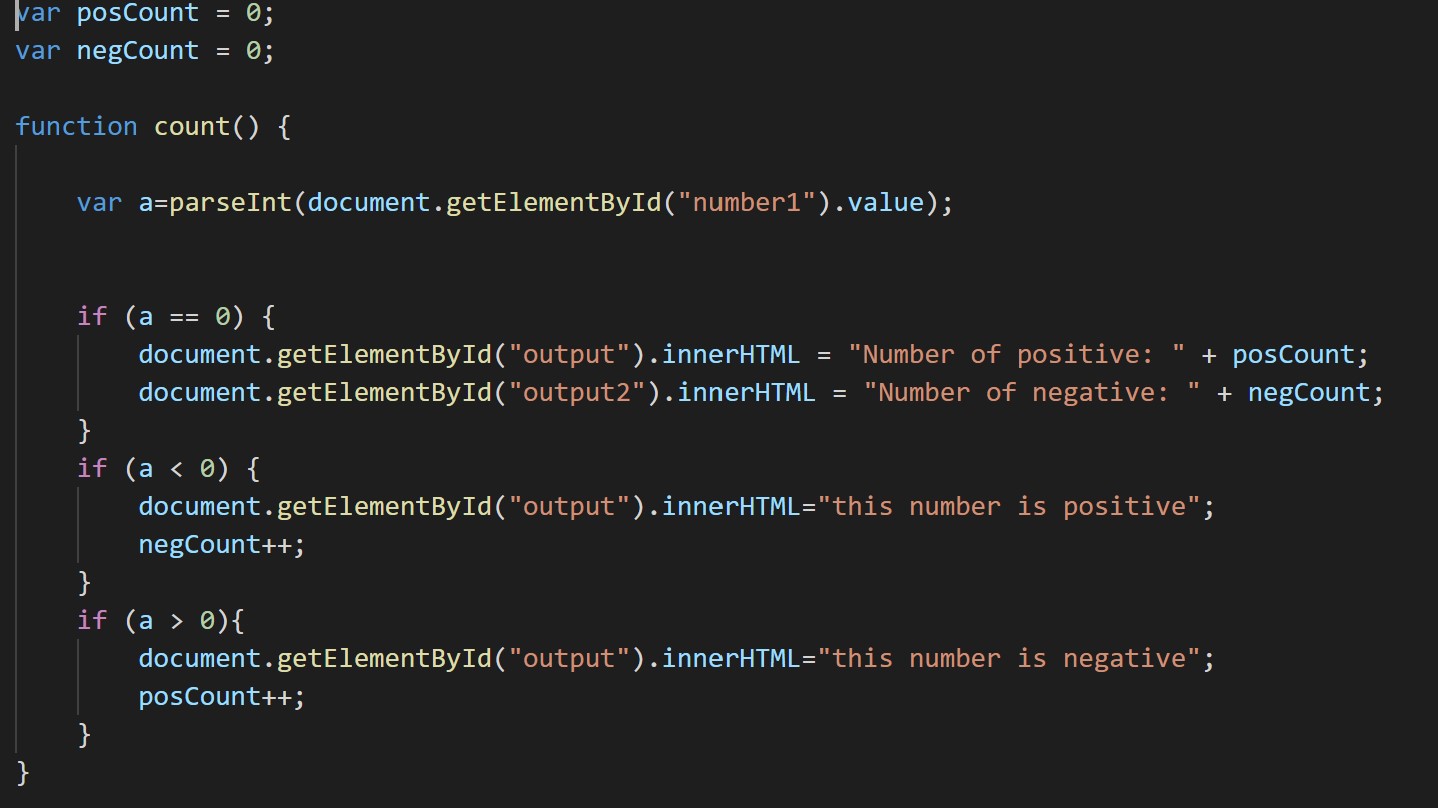 var posCount = 0;
var negCount = 0;
function count() {
var a=parseInt(document.getElementById("number1").value);
if (a == 0) {
document.getElementById("output").innerHTML = "Number of positive: " + posCount;
document.getElementById("output2").innerHTML = "Number of negative: " + negCount;
}
if (a < 0) {
document.getElementById("output").innerHTML="this number is positive";
negCount++;
}
if (a > 0){
document.getElementById("output").innerHTML="this number is negative";
posCount++;
}
}